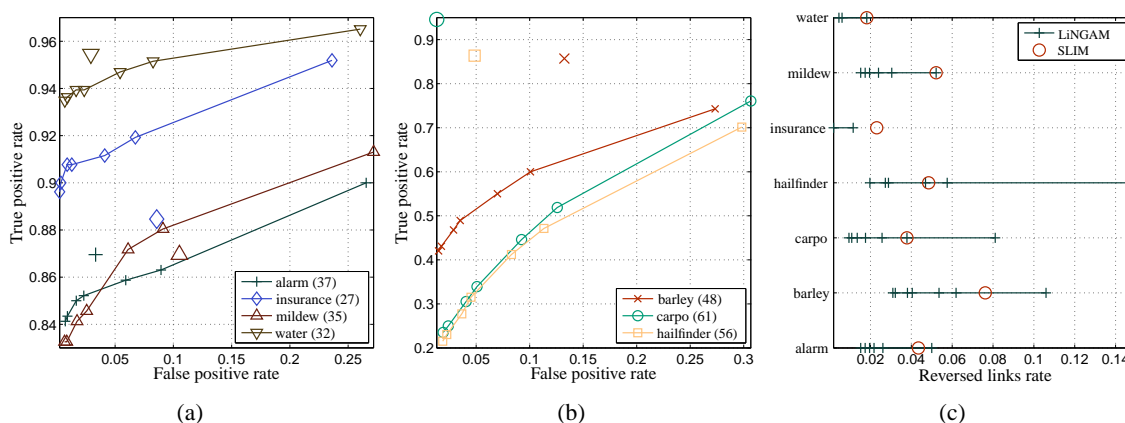 0.96
0.94
0.92
0.9
0.88
0.86
0.84
True positive rate
0.05 0.1 0.15 0.2 0.25
False positive rate
alarm (37)
insurance (27)
mildew (35)
water (32)
(a)
0.9
0.8
0.7
0.6
0.5
0.4
0.3
0.2
True positive rate
0.05 0.1 0.15 0.2 0.25 0.3
False positive rate
barley (48)
carpo (61)
hailfinder (56)
(b)
water
mildew
insurance
hailfinder
carpo
barley
alarm
0.02 0.04 0.06 0.08 0.1 0.12 0.14
Reversed links rate
LiNGAM
SLIM
(c)